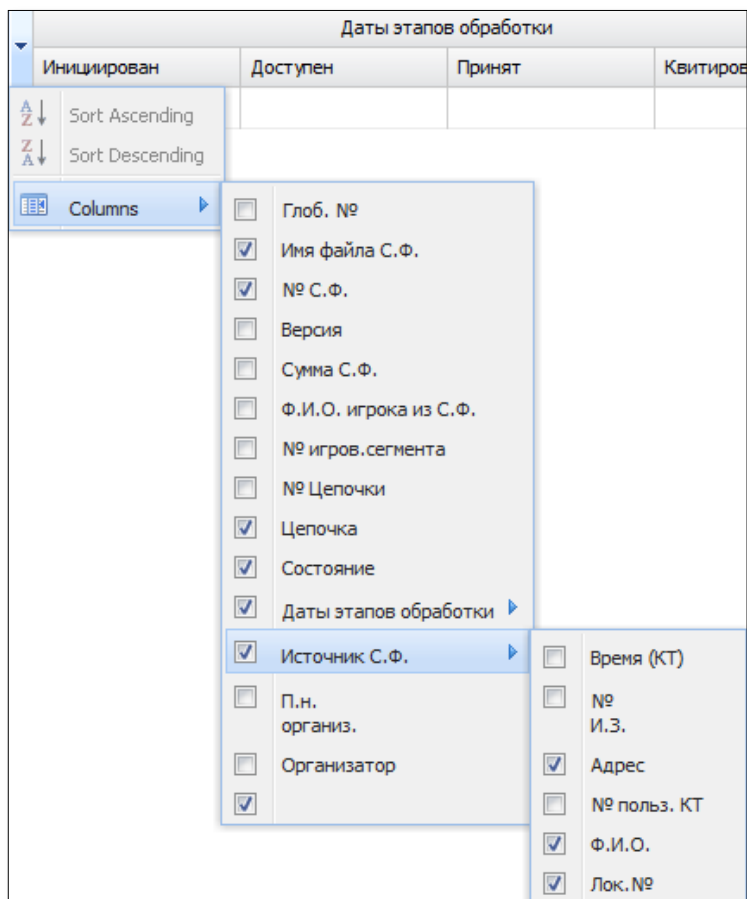 Даты этапов обработки
Инициирован Доступен Принят Квитиров
Sort Ascending
Sort Descending
Columns
Глоб. №
Имя файла С.Ф.
№ С.Ф.
Версия
Сумма С.Ф.
Ф.И.О. игрока из С.Ф.
№ игров.сегмента
№ Цепочки
Цепочка
Состояние
Даты этапов обработки
Источник С.Ф.
П.н.
организ.
Организатор
Время (КТ)
№
И.З.
Адрес
№ польз. КТ
Ф.И.О.
Лок.№